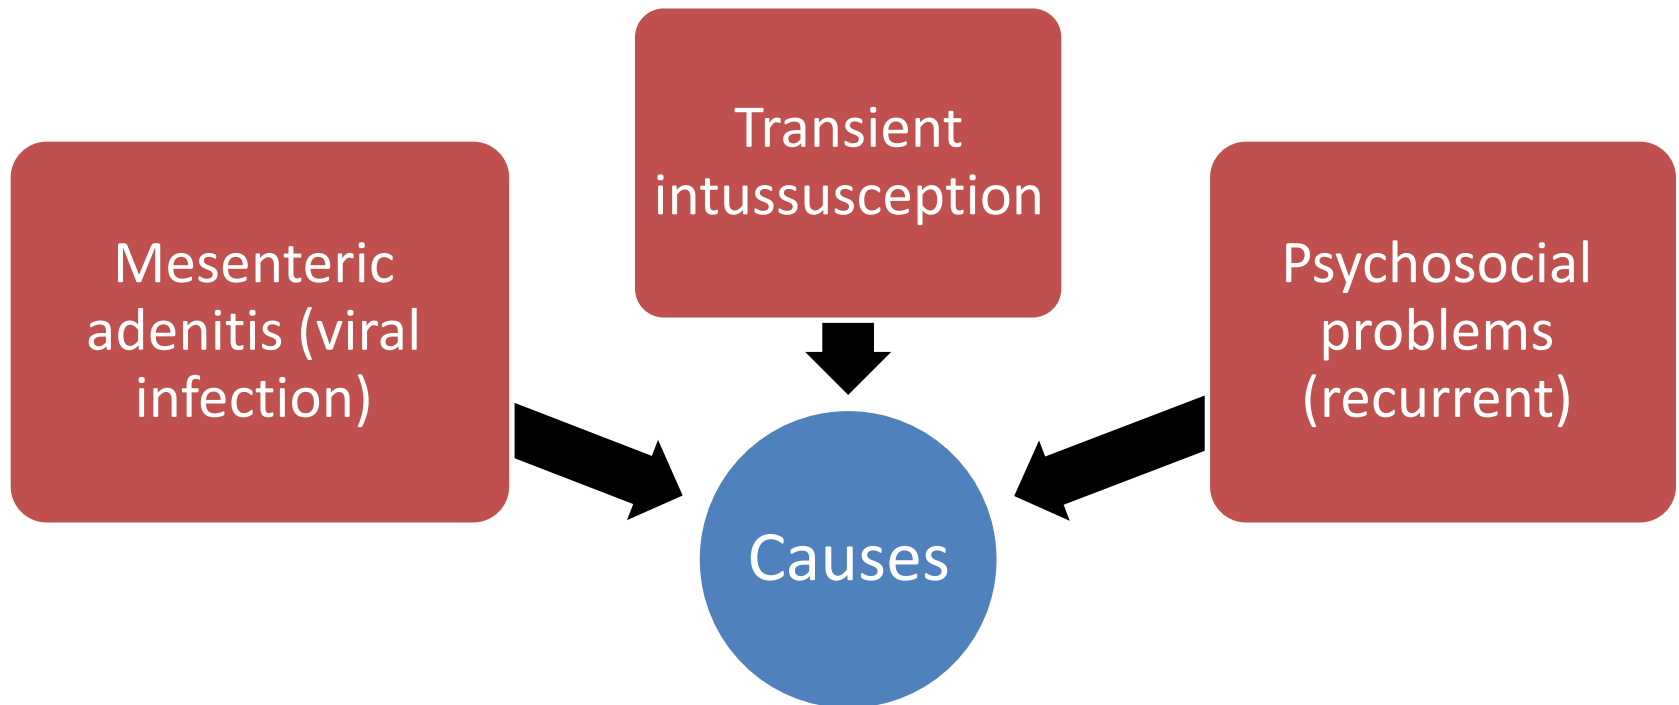 Mesenteric
adenitis (viral
infection)
Transient
intussusception
Psychosocial
problems
(recurrent)
Causes